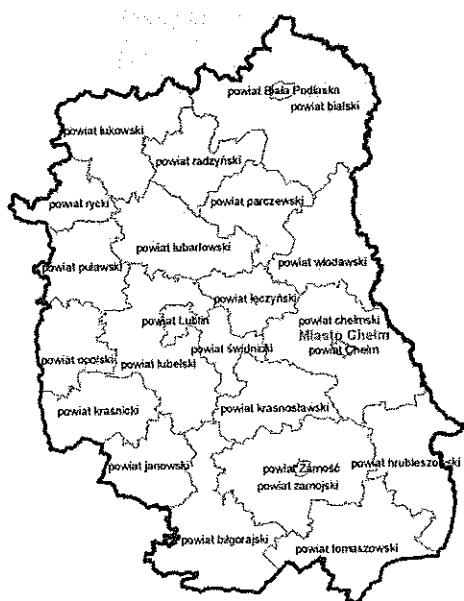 powiat Biała Podlaska
powiat bialski
powiat łukowski
powiat radzyński
powiat rycki
powiat parczewski
powiat lubartowski
powiat włodawski
powiat puławski
powiat łęczyński
powiat Lublin
powiat chełmski
Miasto Chełm
powiat Chełm
powiat świdnicki
powiat opolski
powiat lubelski
powiat kraśnicki
powiat krasnostawski
powiat janowski
powiat Zamość
powiat hrubieszowski
powiat zamojski
powiat biłgorajski
powiat tomaszowski